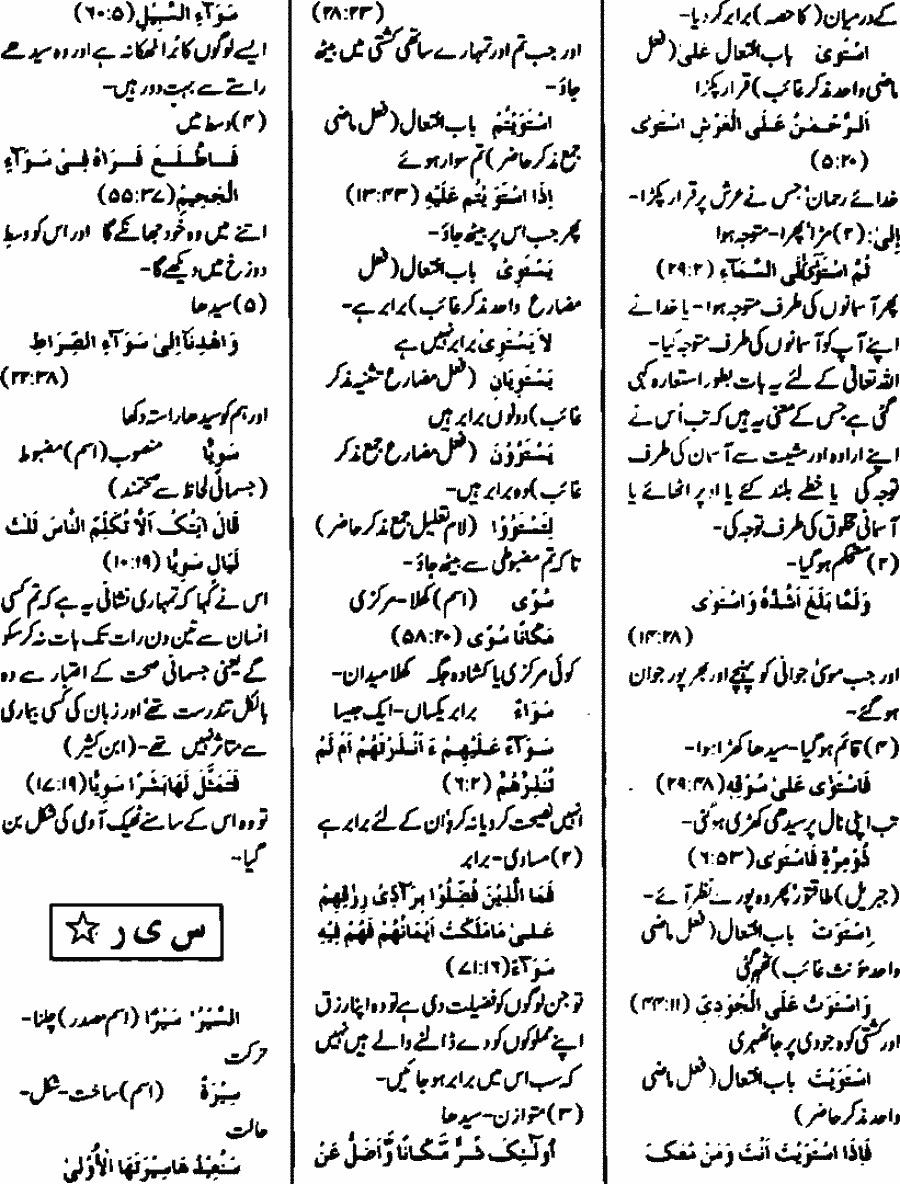 کے درمیان (کا حصہ) برابر کر دیا-
اِسْتَوٰی باب افتعال علی (فعل
ماضی واحد مذکر غائب) قرار پکڑا
اَلرَّحْمٰنُ عَلَی الْعَرْشِ اسْتَوٰی
(۵:۲۰)
خدائے رحمان جس نے عرش پر قرار پکڑا-
اِلیٰ: (۲) مڑا، پھرا- متوجہ ہوا
ثُمَّ اسْتَوٰٓی اِلَی السَّمَآءِ (۲۹:۲)
پھر آسمانوں کی طرف متوجہ ہوا- یا خدا نے
اپنے آپ کو آسمانوں کی طرف متوجہ کیا-
اللہ تعالٰی کے لئے یہ بات بطور استعارہ کہی
گئی ہے جس کے معنی یہ ہیں کہ تب اُس نے
اپنے ارادہ اور مشیت سے آسمان کی طرف
توجہ کی یا خطے بلند کئے یا اوپر اٹھائے یا
آسمانی مخلوق کی طرف توجہ کی-
(۳) مستحکم ہو گیا-
وَلَمَّا بَلَغَ اَشُدَّهٗ وَاسْتَوٰی
(۱۴:۲۸)
اور جب موسیٰ جوانی کو پہنچے اور بھرپور جوان
ہو گئے-
(۴) قائم ہو گیا- سیدھا کھڑا ہوا-
فَاسْتَوٰی عَلیٰ سُوْقِهٖ (۲۹:۴۸)
تب اپنی نال پر سیدھی کھڑی ہو گئی-
ذُوْمِرَّةٍ فَاسْتَوٰی (۶:۵۳)
(جبریل) طاقتور پھر وہ پورے نظر آئے-
اِسْتَوَتْ باب افتعال (فعل ماضی
واحد مؤنث غائب) ٹھہر گئی
وَاسْتَوَتْ عَلَی الْجُوْدِیِّ (۴۴:۱۱)
اور کشتی کوہ جودی پر جا ٹھہری
اسْتَوَیْتَ باب افتعال (فعل ماضی
واحد مذکر حاضر)
فَاِذَا اسْتَوَیْتَ اَنْتَ وَمَنْ مَّعَکَ
(۲۸:۲۳)
اور جب تم اور تمہارے ساتھی کشتی میں بیٹھ
جاؤ-
اسْتَوَیْتُمْ باب افتعال (فعل ماضی
جمع مذکر حاضر) تم سوار ہوئے
اِذَا اسْتَوَیْتُم عَلَیْهِ (۱۳:۴۳)
پھر جب اس پر بیٹھ جاؤ-
یَسْتَوِیْ باب افتعال (فعل
مضارع واحد مذکر غائب) برابر ہے-
لاَ یَسْتَوِی برابر نہیں ہے
یَسْتَوِیَانِ (فعل مضارع تثنیہ مذکر
غائب) دونوں برابر ہیں
یَسْتَوُوْنَ (فعل مضارع جمع مذکر
غائب) وہ برابر ہیں-
لِتَسْتَوٗا (لام تعلیل جمع مذکر حاضر)
تاکہ تم مضبوطی سے بیٹھ جاؤ-
سُوًی (اسم) کھلا- مرکزی
مَکَانًا سُوًی (۵۸:۲۰)
کوئی مرکزی یا کشادہ جگہ کھلا میدان-
سَوَاءٌ برابر یکساں- ایک جیسا
سَوَآءٌ عَلَیْهِمْ ءَ اَنْذَرْتَهُمْ اَمْ لَمْ
تُنْذِرْهُمْ (۶:۲)
انہیں نصیحت کر دیا نہ کرو اُن کے لئے برابر ہے
(۲) مساوی- برابر
فَمَا الَّذِیْنَ فُضِّلُوْا بِرَآدِّیْ رِزْقِهِمْ
عَلیٰ مَامَلَکَتْ اَیْمَانُهُمْ فَهُمْ فِیْهِ
سَوَآءٌ (۷۱:۱۶)
تو جن لوگوں کو فضیلت دی ہے تو وہ اپنا رزق
اپنے مملوکوں کو دے ڈالنے والے ہیں نہیں
کہ سب اس میں برابر ہو جائیں-
(۳) متوازن- سیدھا
اُولٰٓئِکَ شَرٌّ مَّکَانًا وَّاَضَلُّ عَنْ
سَوَآءِ السَّبِیْلِ (۶۰:۵)
ایسے لوگوں کا برا ٹھکانہ ہے اور وہ سیدھے
راستے سے بہت دور ہیں-
(۴) وسط میں
فَاطَّلَعَ فَرَاٰهُ فِیْ سَوَآءِ
الْجَحِیْمِ (۵۵:۳۷)
اتنے میں وہ خود جھانکے گا اور اس کو وسط
دوزخ میں دیکھے گا-
(۵) سیدھا
وَاهْدِنَآ اِلیٰ سَوَآءِ الصِّرَاطِ
(۲۲:۳۸)
اور ہم کو سیدھا راستہ دکھا
سَوِیًّا منصوب (اسم) مضبوط
(جسمانی لحاظ سے صحتمند)
قَالَ اٰیَتُکَ اَلَّا تُکَلِّمَ النَّاسَ ثَلٰثَ
لَیَالٍ سَوِیًّا (۱۰:۱۹)
اس نے کہا کہ تمہاری نشانی یہ ہے کہ تم کسی
انسان سے تین دن رات تک بات نہ کر سکو
گے یعنی جسمانی صحت کے اعتبار سے وہ
بالکل تندرست تھے اور زبان کی کسی بیماری
سے متاثر نہیں تھے- (ابن کثیر)
فَتَمَثَّلَ لَهَا بَشَرًا سَوِیًّا (۱۷:۱۹)
تو وہ اس کے سامنے ٹھیک آدمی کی شکل بن
گیا-
س ی ر ☆
السَّیْرُ سَیْرًا (اسم مصدر) چلنا-
حرکت
سِیْرَةٌ (اسم) ساخت- شکل-
حالت
سَنُعِیْدُ هَا سِیْرَتَهَا الْاُوْلیٰ